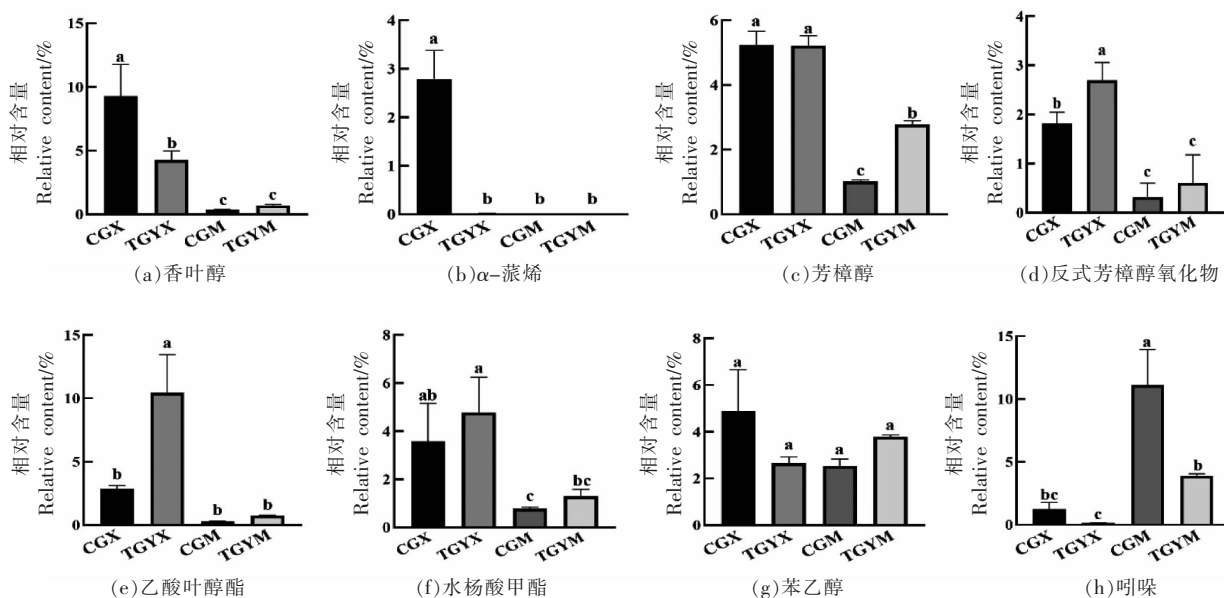 相对含量
Relative content/%
15
10
5
0
a
b
c
c
CGX
TGYX
CGM
TGYM
(a)香叶醇
相对含量
Relative content/%
4
3
2
1
0
a
b
b
b
CGX
TGYX
CGM
TGYM
(b)α-蒎烯
相对含量
Relative content/%
6
4
2
0
a
a
c
b
CGX
TGYX
CGM
TGYM
(c)芳樟醇
相对含量
Relative content/%
4
3
2
1
0
b
a
c
c
CGX
TGYX
CGM
TGYM
(d)反式芳樟醇氧化物
相对含量
Relative content/%
15
10
5
0
b
a
b
b
CGX
TGYX
CGM
TGYM
(e)乙酸叶醇酯
相对含量
Relative content/%
8
6
4
2
0
ab
a
c
bc
CGX
TGYX
CGM
TGYM
(f)水杨酸甲酯
相对含量
Relative content/%
8
6
4
2
0
a
a
a
a
CGX
TGYX
CGM
TGYM
(g)苯乙醇
相对含量
Relative content/%
15
10
5
0
bc
c
a
b
CGX
TGYX
CGM
TGYM
(h)吲哚